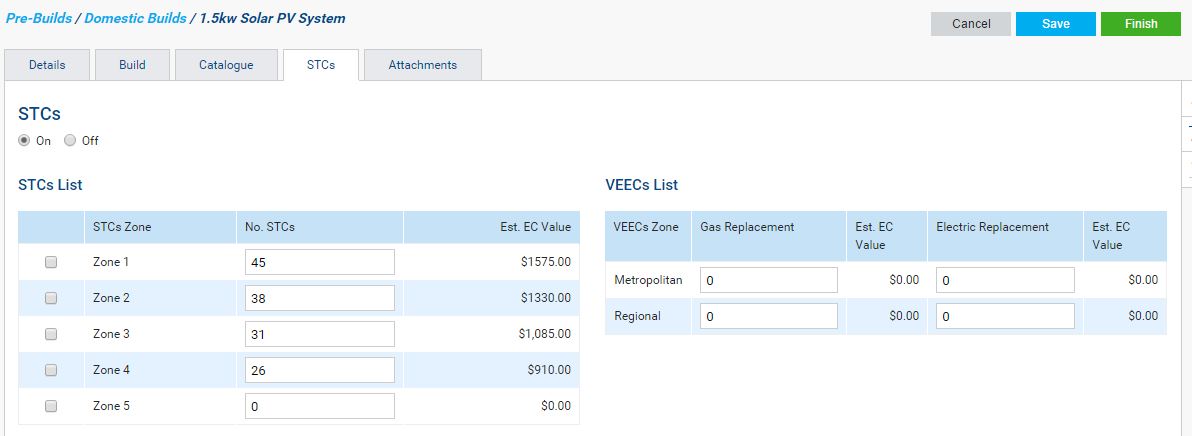 Pre-Builds / Domestic Builds / 1.5kw Solar PV System
Cancel Save Finish
Details Build Catalogue STCs Attachments
STCs
On Off
STCs List
STCs Zone No. STCs Est. EC Value
Zone 1 45 $1575.00
Zone 2 38 $1330.00
Zone 3 31 $1,085.00
Zone 4 26 $910.00
Zone 5 0 $0.00
VEECs List
VEECs Zone Gas Replacement Est. EC Value Electric Replacement Est. EC Value
Metropolitan 0 $0.00 0 $0.00
Regional 0 $0.00 0 $0.00